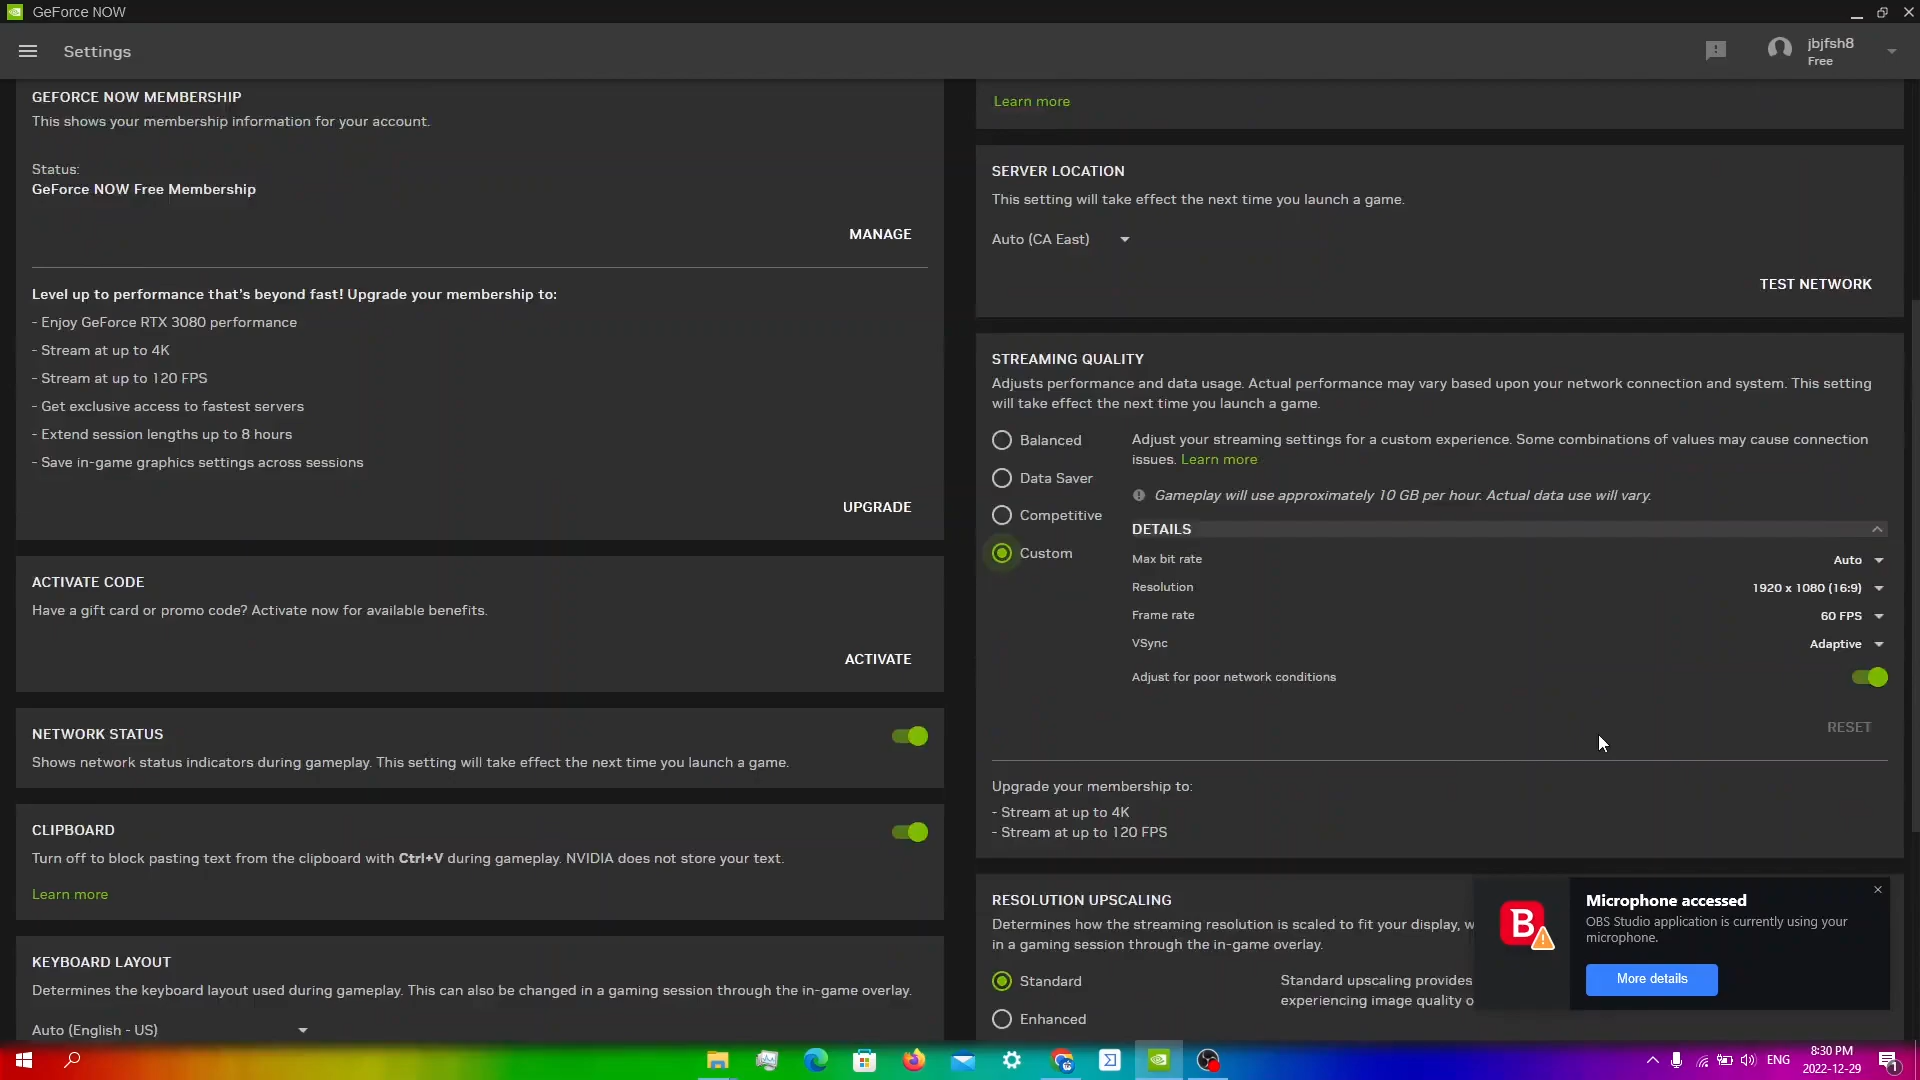 GeForce NOW
Settings
jbjfsh8
Free
GEFORCE NOW MEMBERSHIP
This shows your membership information for your account.
Status:
GeForce NOW Free Membership
MANAGE
Level up to performance that's beyond fast! Upgrade your membership to:
- Enjoy GeForce RTX 3080 performance
- Stream at up to 4K
- Stream at up to 120 FPS
- Get exclusive access to fastest servers
- Extend session lengths up to 8 hours
- Save in-game graphics settings across sessions
UPGRADE
ACTIVATE CODE
Have a gift card or promo code? Activate now for available benefits.
ACTIVATE
NETWORK STATUS
Shows network status indicators during gameplay. This setting will take effect the next time you launch a game.
CLIPBOARD
Turn off to block pasting text from the clipboard with Ctrl+V during gameplay. NVIDIA does not store your text.
Learn more
KEYBOARD LAYOUT
Determines the keyboard layout used during gameplay. This can also be changed in a gaming session through the in-game overlay.
Auto (English - US)
Learn more
SERVER LOCATION
This setting will take effect the next time you launch a game.
Auto (CA East)
TEST NETWORK
STREAMING QUALITY
Adjusts performance and data usage. Actual performance may vary based upon your network connection and system. This setting
will take effect the next time you launch a game.
Balanced
Data Saver
Competitive
Custom
Adjust your streaming settings for a custom experience. Some combinations of values may cause connection
issues. Learn more
Gameplay will use approximately 10 GB per hour. Actual data use will vary.
DETAILS
Max bit rate Auto
Resolution 1920 x 1080 (16:9)
Frame rate 60 FPS
VSync Adaptive
Adjust for poor network conditions
RESET
Upgrade your membership to:
- Stream at up to 4K
- Stream at up to 120 FPS
RESOLUTION UPSCALING
Determines how the streaming resolution is scaled to fit your display, w
in a gaming session through the in-game overlay.
Standard
Enhanced
Standard upscaling provides
experiencing image quality o
B
Microphone accessed
OBS Studio application is currently using your
microphone.
More details
ENG
8:30 PM
2022-12-29
1